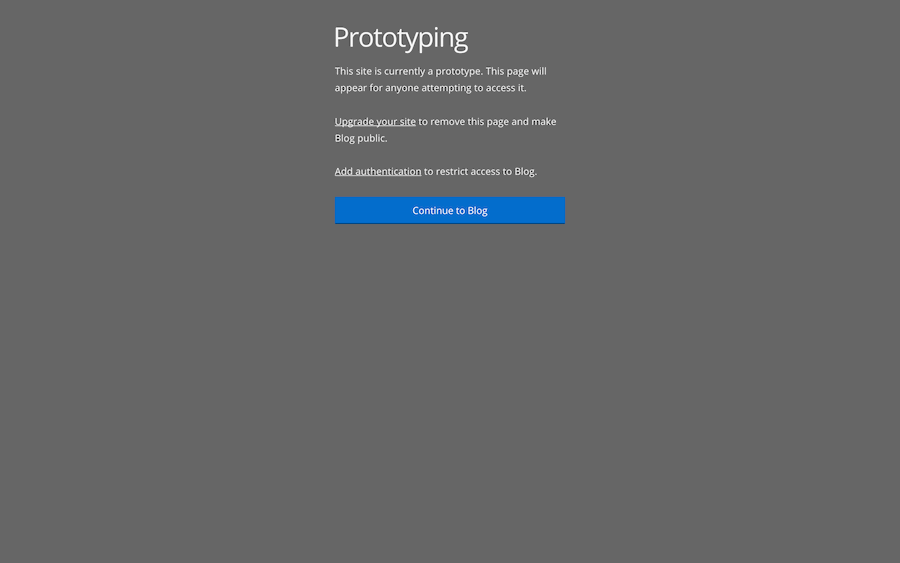 Prototyping
This site is currently a prototype. This page will
appear for anyone attempting to access it.
Upgrade your site to remove this page and make
Blog public.
Add authentication to restrict access to Blog.
Continue to Blog